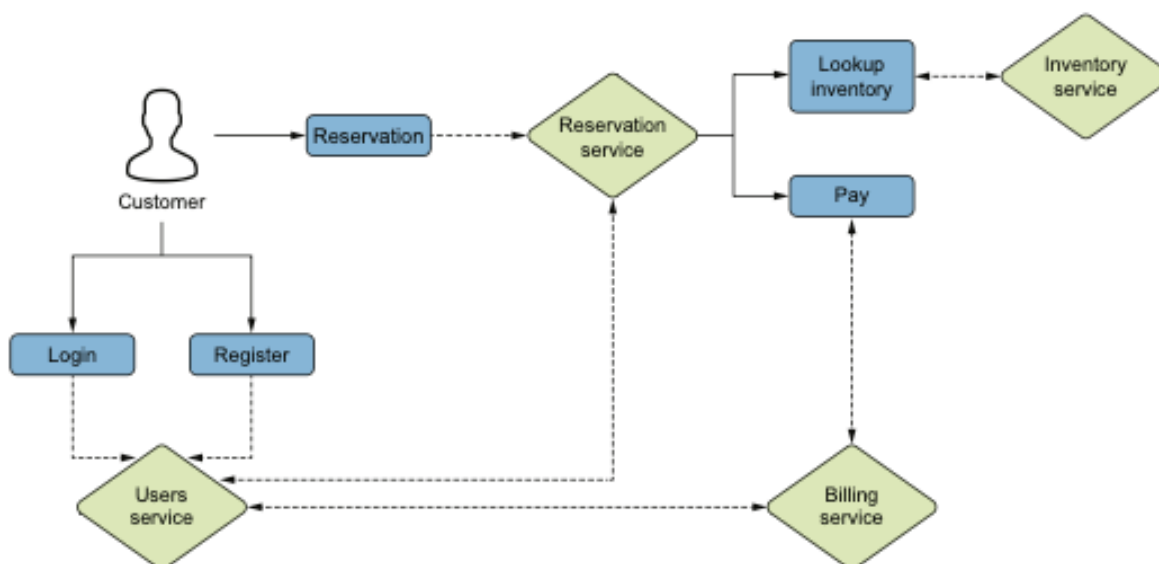 Lookup
inventory
Inventory
service
Reservation
Reservation
service
Pay
Customer
Login
Register
Users
service
Billing
service